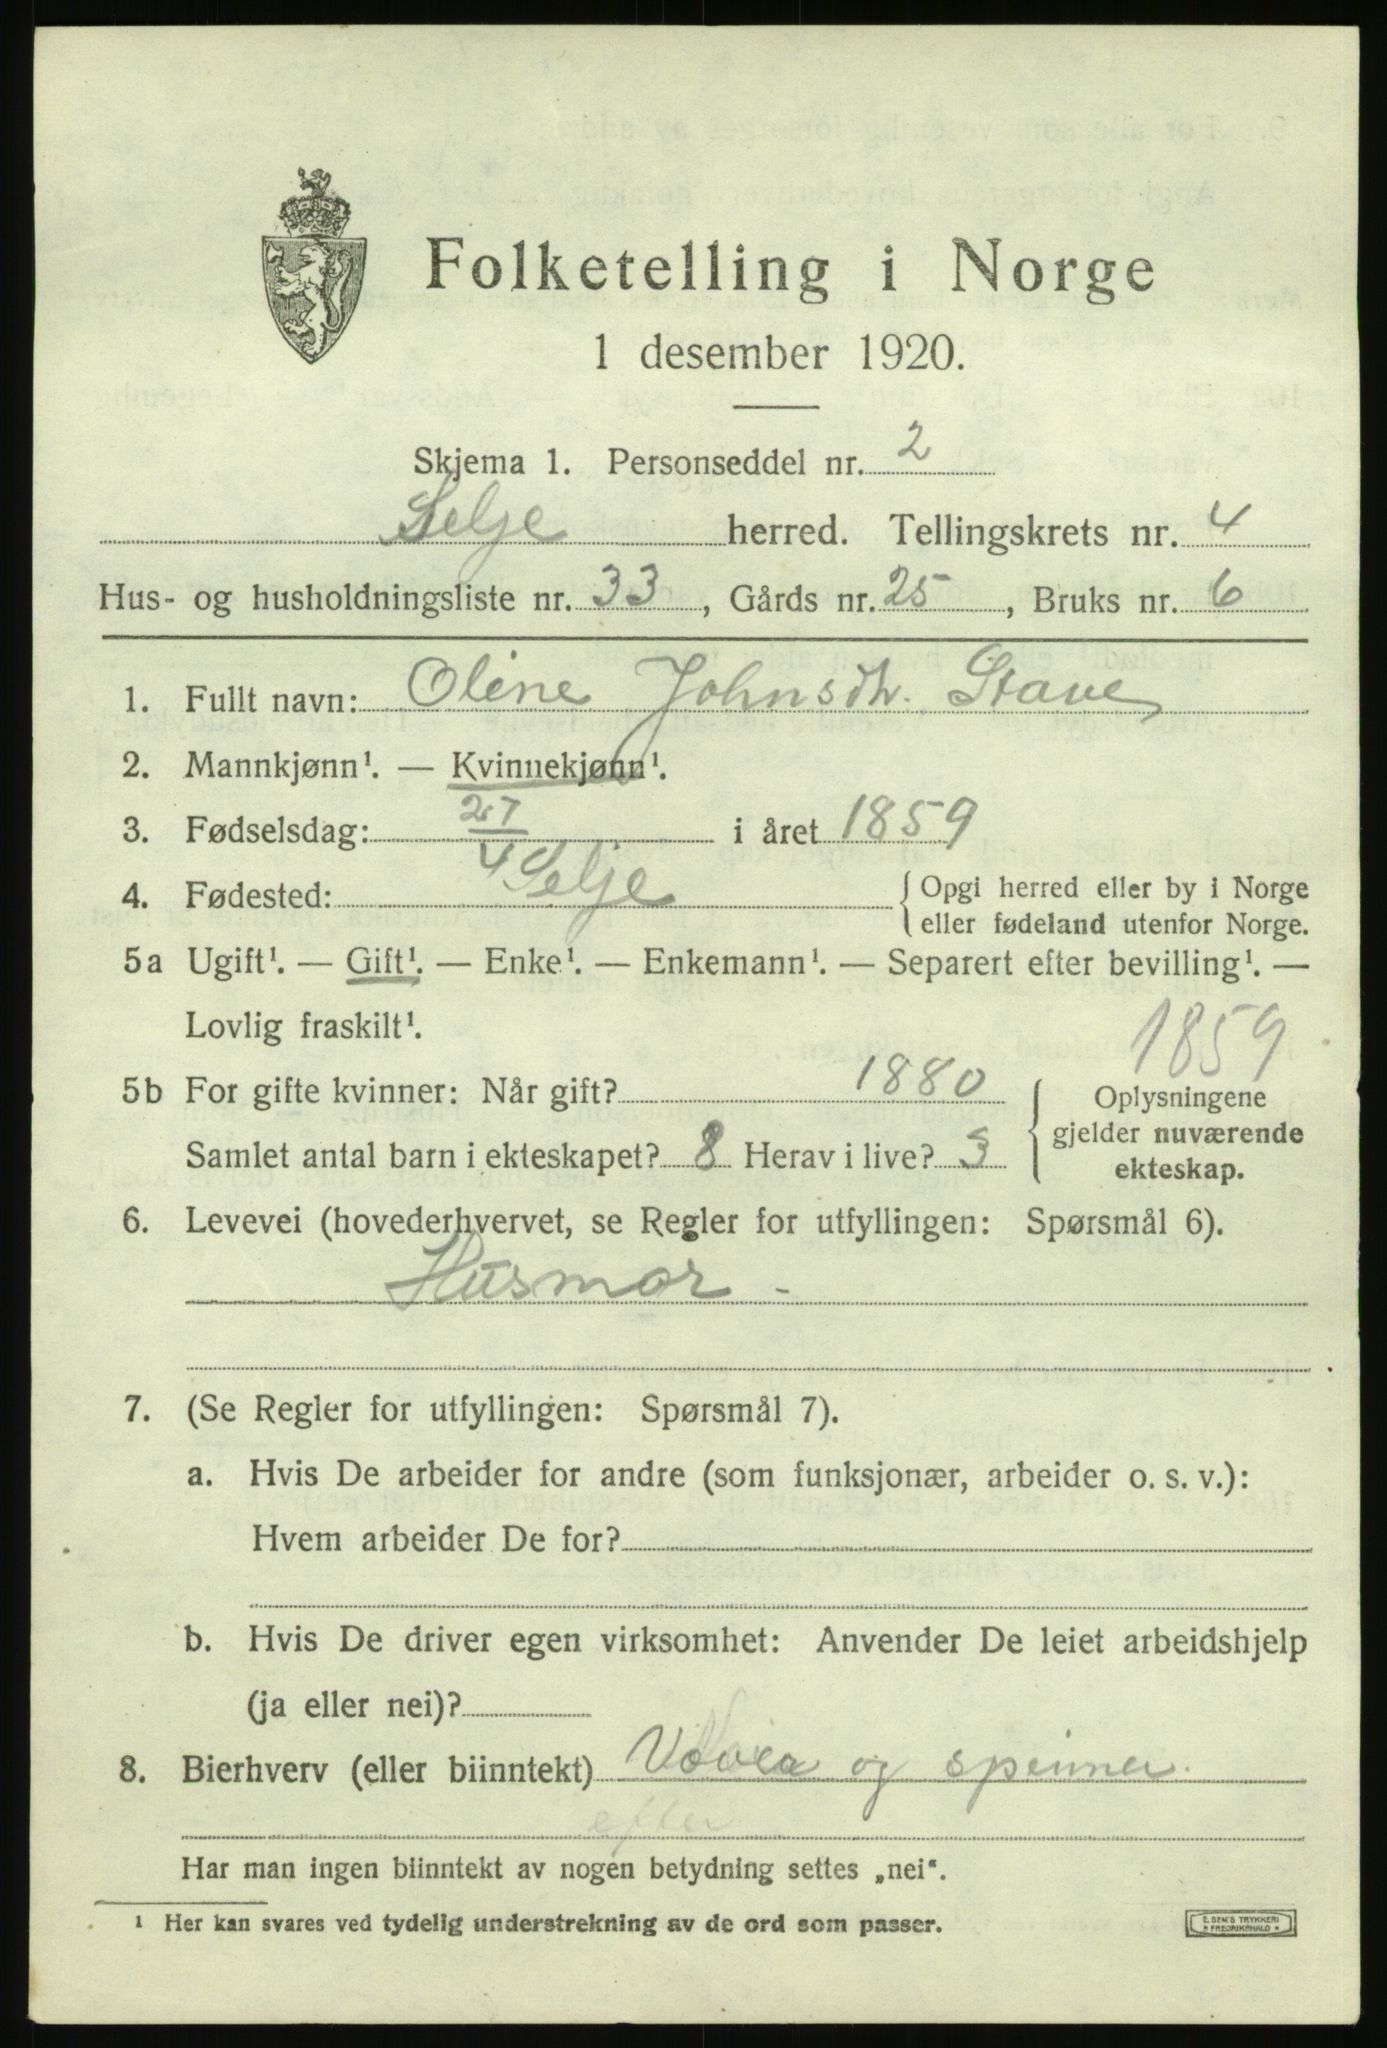 Folketelling i Norge
1 desember 1920.
Skjema 1. Personseddel nr. 2
Selje herred. Tellingskrets nr. 4
Hus- og husholdningsliste nr. 33, Gårds nr. 25, Bruks nr. 6
1. Fullt navn: Oline Johnsdtr. Stave
2. Mannkjønn¹. — Kvinnekjønn¹.
3. Fødselsdag: 27/4 i året 1859
4. Fødested: Selje { Opgi herred eller by i Norge
eller fødeland utenfor Norge.
5a Ugift¹. — Gift¹. — Enke¹. — Enkemann¹. — Separert efter bevilling¹. —
Lovlig fraskilt¹.
1859
5b For gifte kvinner: Når gift? 1880 { Oplysningene
gjelder nuværende
Samlet antal barn i ekteskapet? 8 Herav i live?
ekteskap.
6. Levevei (hovederhvervet, se Regler for utfyllingen: Spørsmål 6).
Husmor -
7. (Se Regler for utfyllingen: Spørsmål 7).
a. Hvis De arbeider for andre (som funksjonær, arbeider o. s. v.):
Hvem arbeider De for?
b. Hvis De driver egen virksomhet: Anvender De leiet arbeidshjelp
(ja eller nei)?
8. Bierhverv (eller biinntekt) og spinner.
efter
Har man ingen biinntekt av nogen betydning settes „nei“.
¹ Her kan svares ved tydelig understrekning av de ord som passer.
E. SEM'S TRYKKERI
* FREDRIKSHALD *